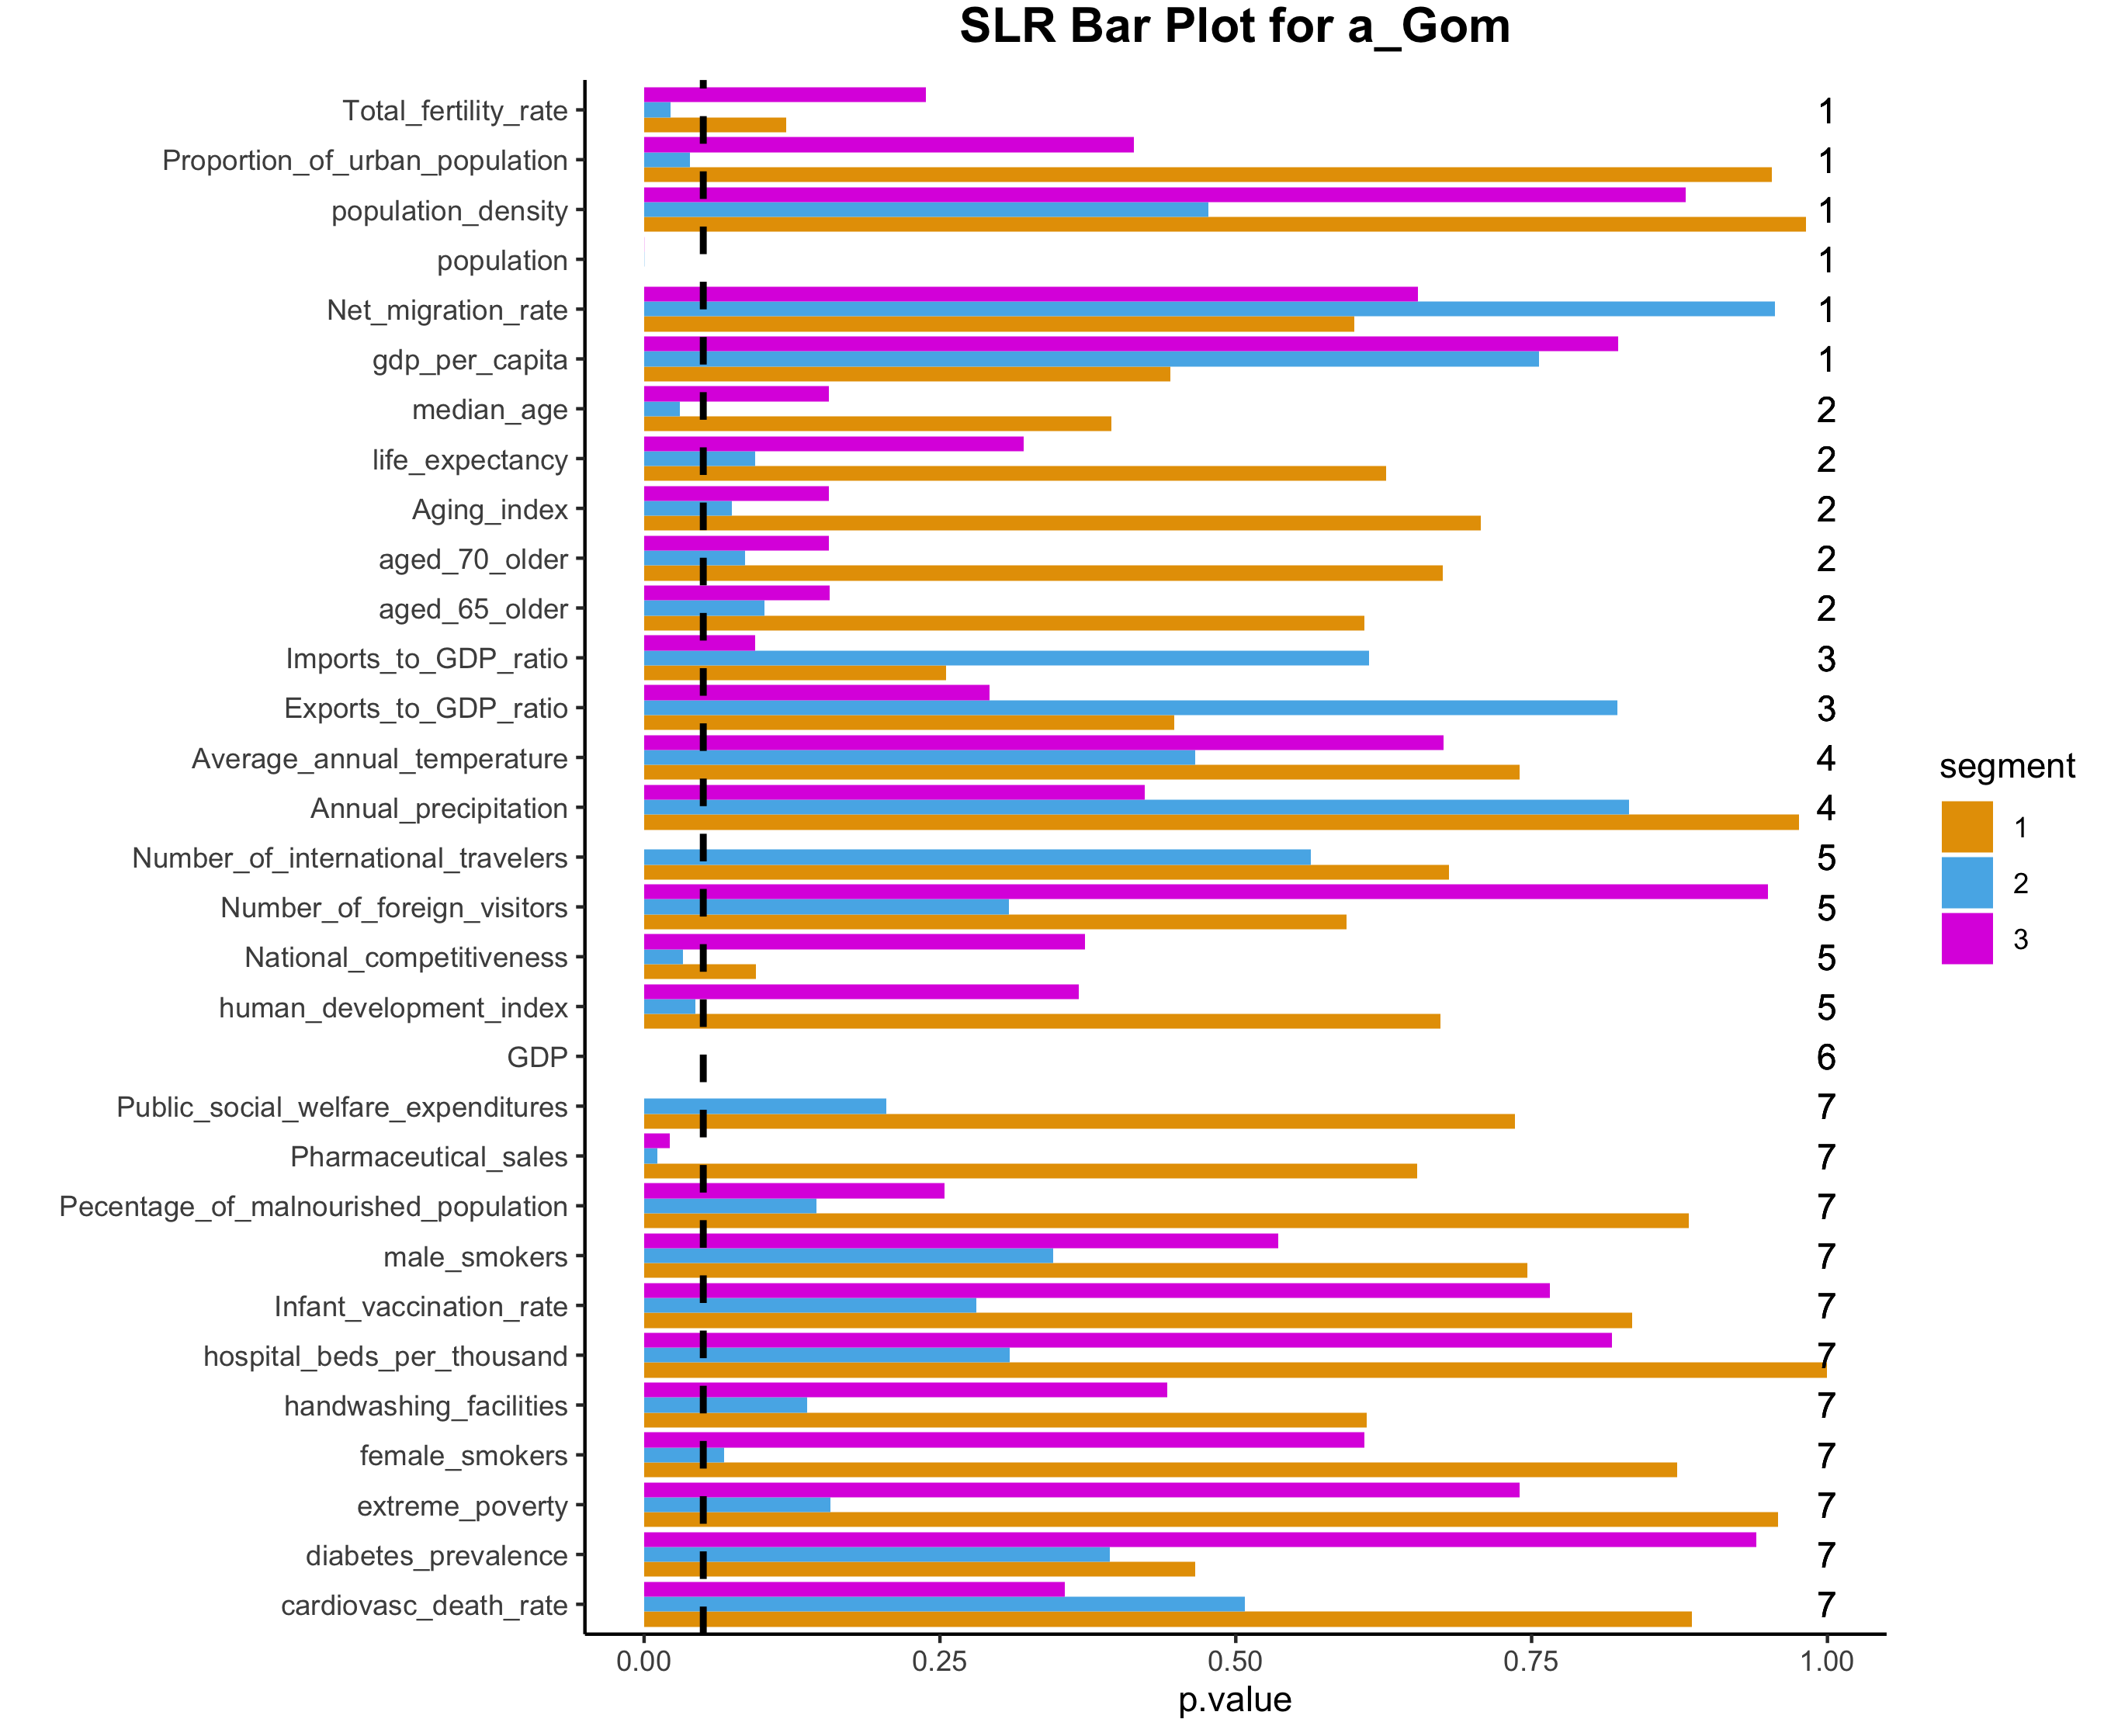 SLR Bar Plot for a_Gom
Total_fertility_rate 1
Proportion_of_urban_population 1
population_density 1
population 1
Net_migration_rate 1
gdp_per_capita 1
median_age 2
life_expectancy 2
Aging_index 2
aged_70_older 2
aged_65_older 2
Imports_to_GDP_ratio 3
Exports_to_GDP_ratio 3
Average_annual_temperature 4
Annual_precipitation 4
Number_of_international_travelers 5
Number_of_foreign_visitors 5
National_competitiveness 5
human_development_index 5
GDP 6
Public_social_welfare_expenditures 7
Pharmaceutical_sales 7
Pecentage_of_malnourished_population 7
male_smokers 7
Infant_vaccination_rate 7
hospital_beds_per_thousand 7
handwashing_facilities 7
female_smokers 7
extreme_poverty 7
diabetes_prevalence 7
cardiovasc_death_rate 7
0.00 0.25 0.50 0.75 1.00
p.value
segment
1
2
3